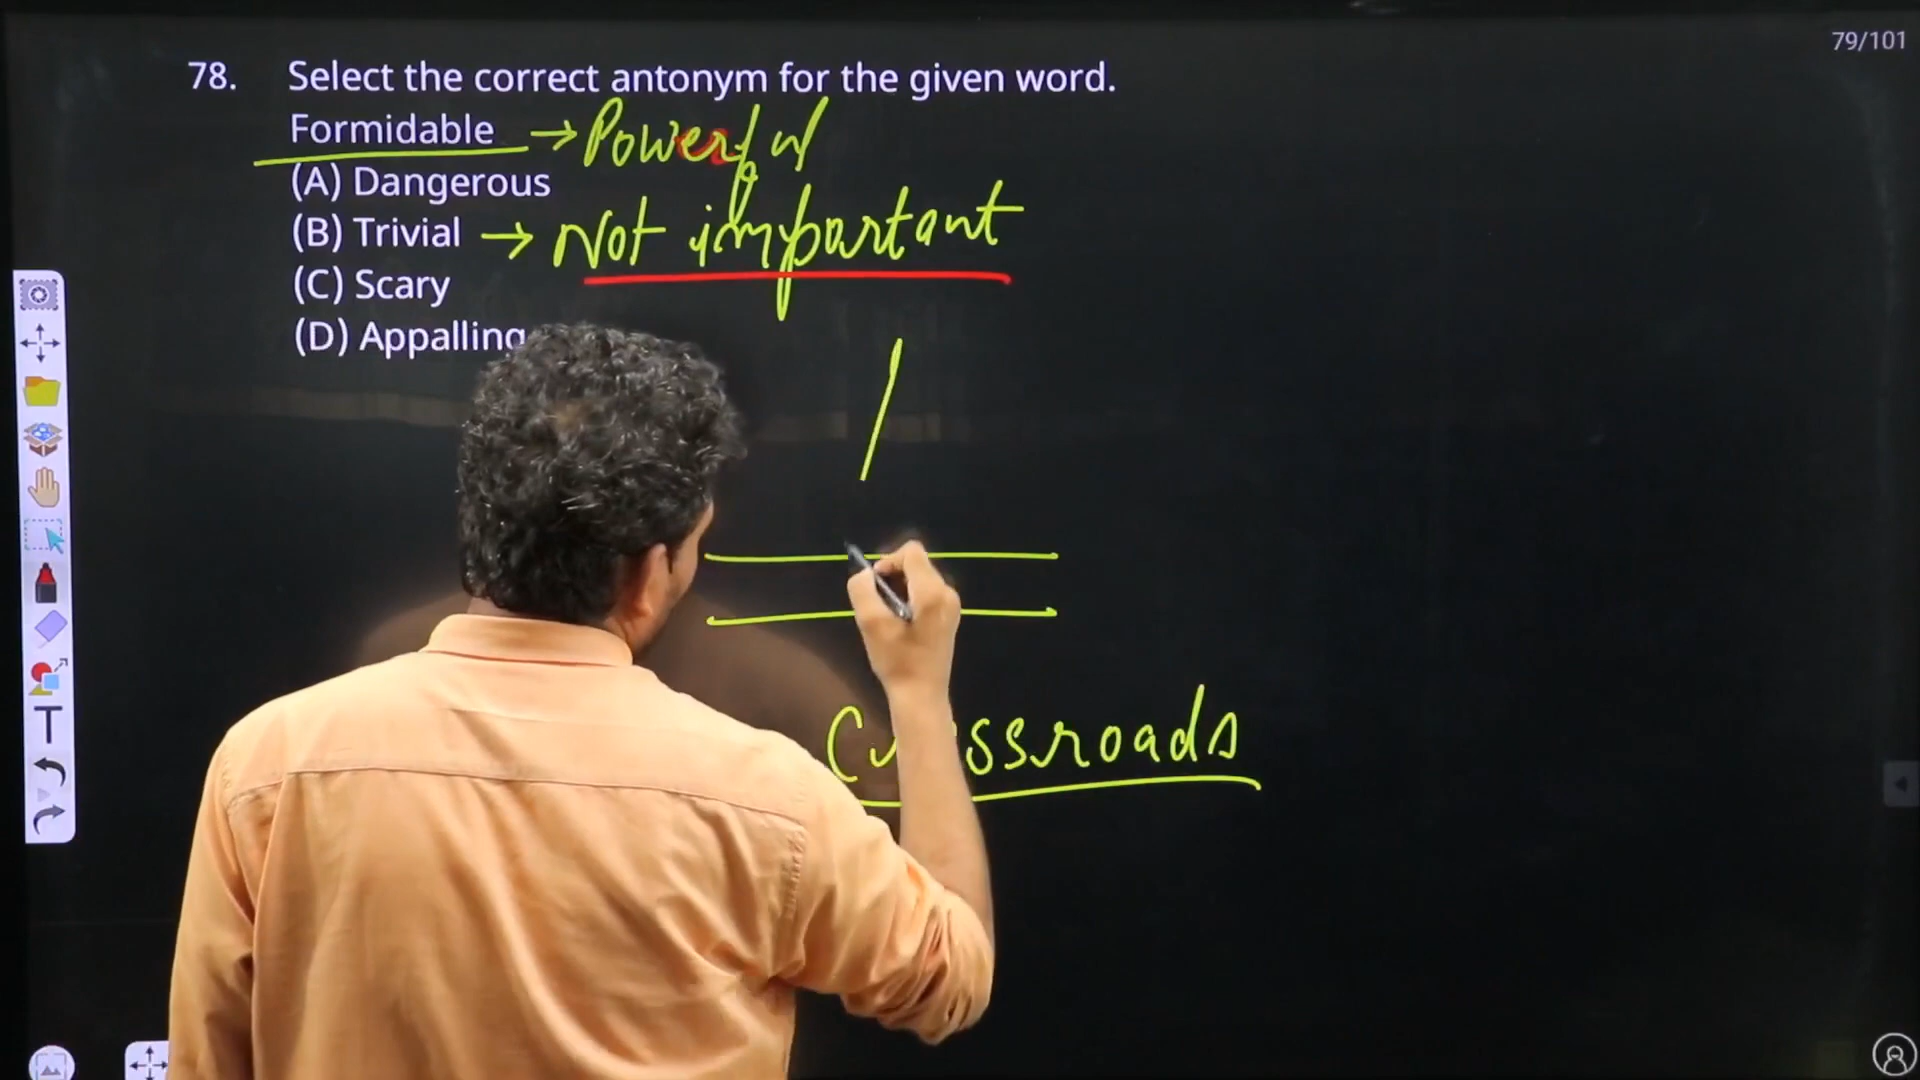 79/101
78. Select the correct antonym for the given word.
Formidable → Powerful
(A) Dangerous
(B) Trivial → Not important
(C) Scary
(D) Appalling
Crossroads
T